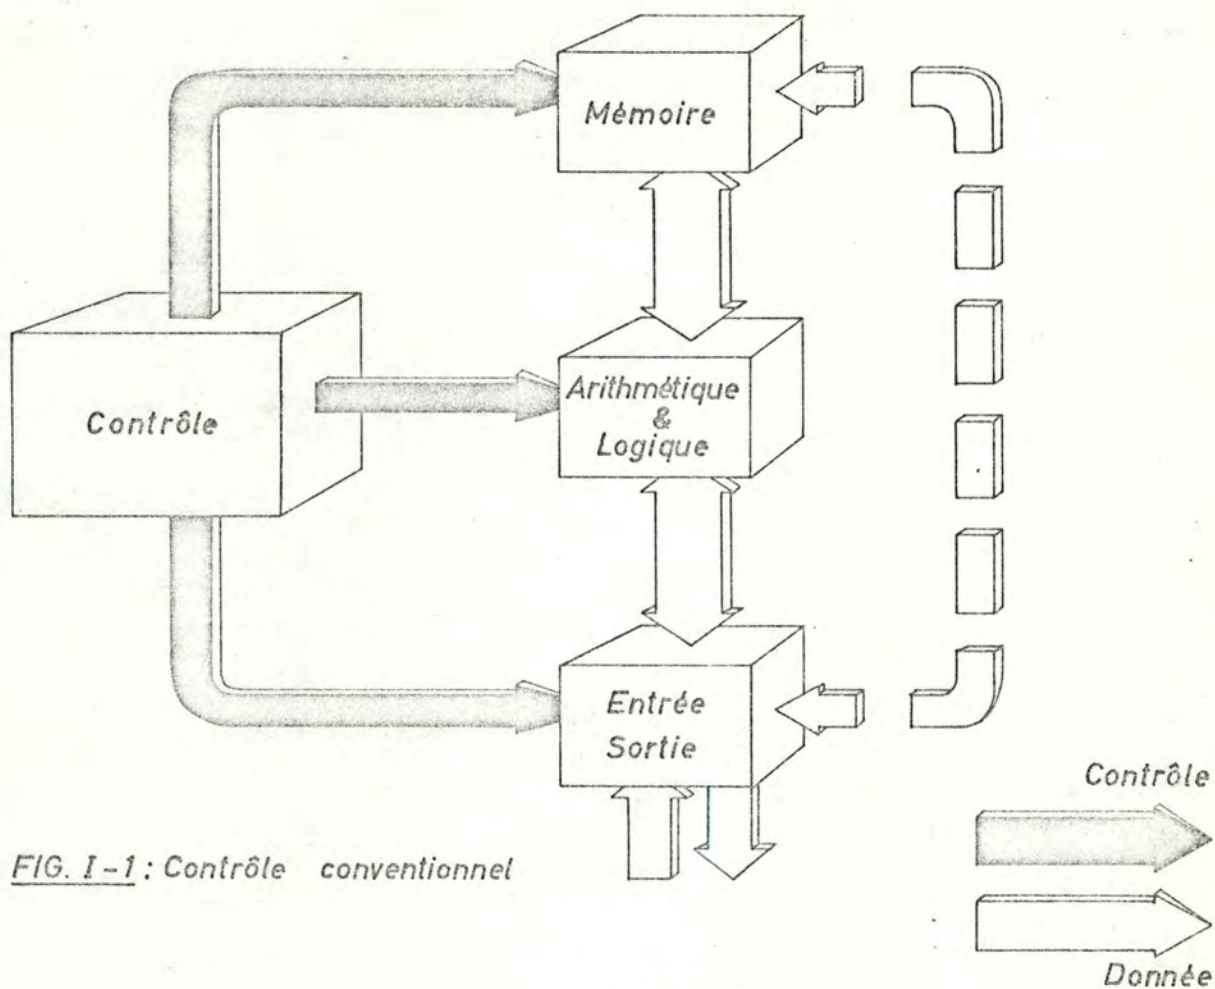 Mémoire
Contrôle
Arithmétique
&
Logique
Entrée
Sortie
Contrôle
FIG. I-1 : Contrôle conventionnel
Donnée